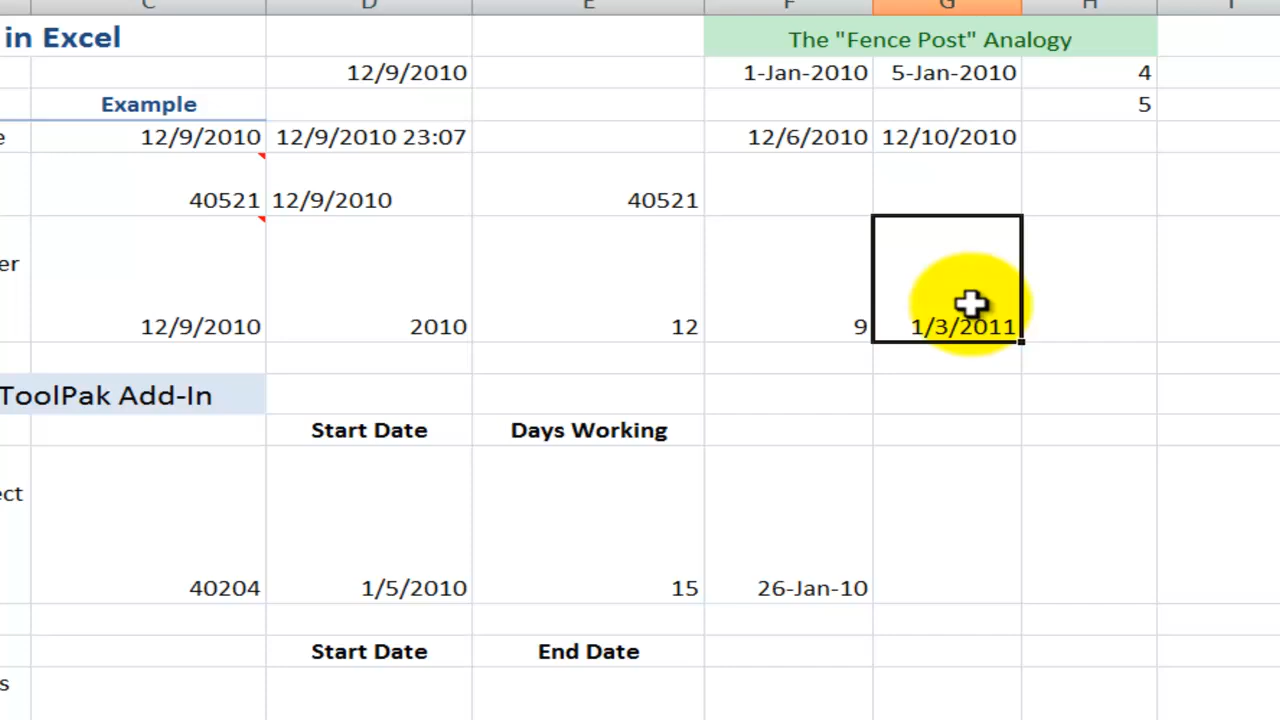 C D E F G H I
in Excel The "Fence Post" Analogy
12/9/2010 1-Jan-2010 5-Jan-2010 4
Example 5
e 12/9/2010 12/9/2010 23:07 12/6/2010 12/10/2010
40521 12/9/2010 40521
er
12/9/2010 2010 12 9 1/3/2011
ToolPak Add-In
Start Date Days Working
ect
40204 1/5/2010 15 26-Jan-10
Start Date End Date
s